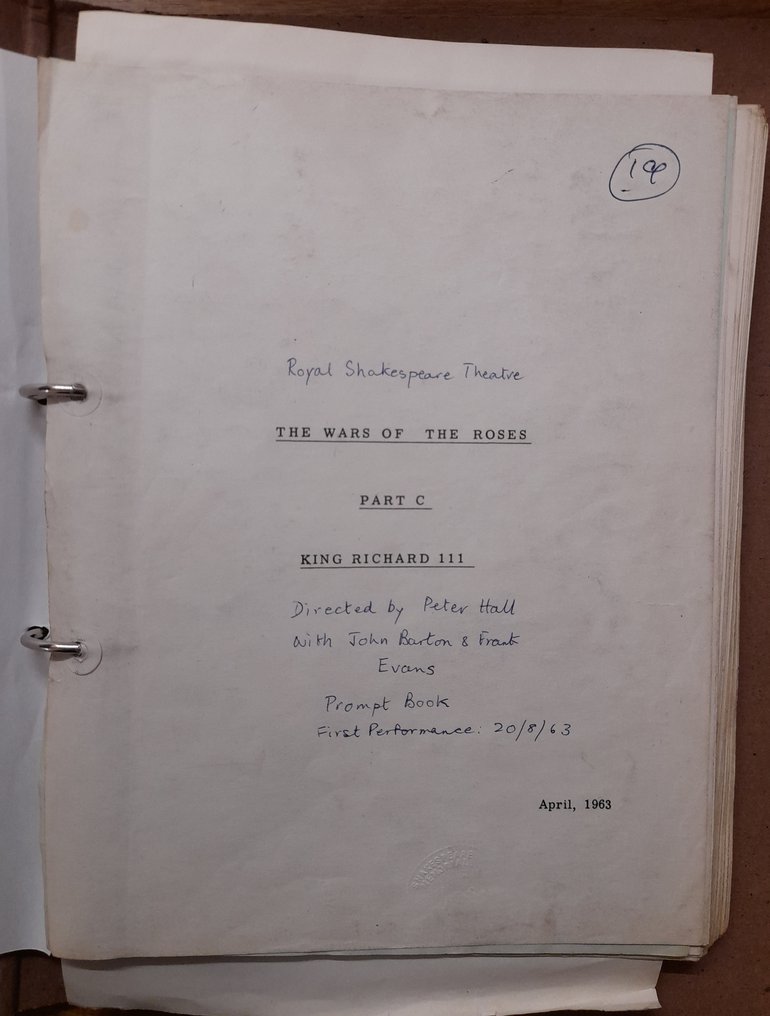 Royal Shakespeare Theatre
THE WARS OF THE ROSES
PART C
KING RICHARD 111
Directed by Peter Hall
with John Barton & Frank
Evans
Prompt Book
First Performance: 20/8/63
April, 1963